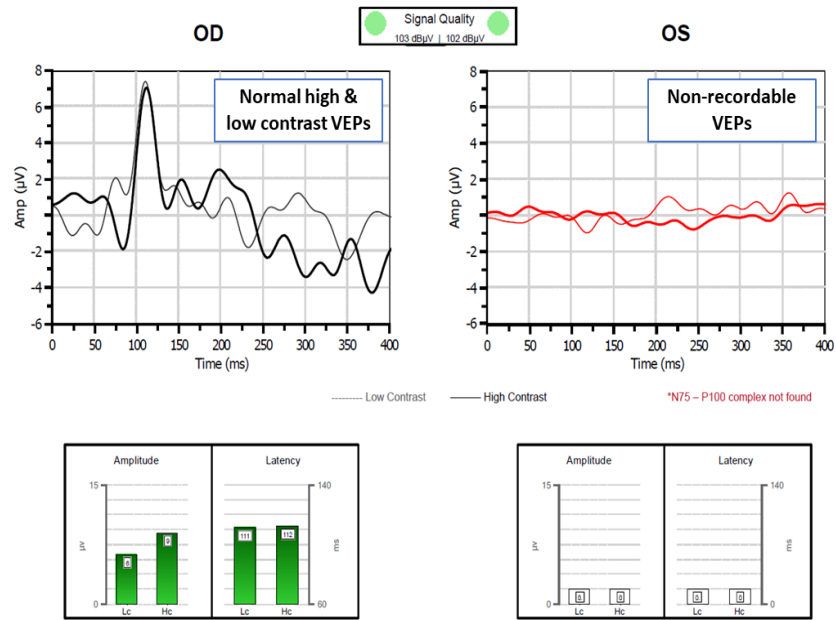 OD
Signal Quality
103 dBµV | 102 dBµV
OS
Normal high &
low contrast VEPs
Non-recordable
VEPs
Amp (µV)
8
6
4
2
0
-2
-4
-6
0 50 100 150 200 250 300 350 400
Time (ms)
Amp (µV)
8
6
4
2
0
-2
-4
-6
0 50 100 150 200 250 300 350 400
Time (ms)
Low Contrast
High Contrast
*N75 – P100 complex not found
Amplitude
15
µv
0
6
9
Lc Hc
Latency
140
ms
60
111
112
Lc Hc
Amplitude
15
µv
0
0
0
Lc Hc
Latency
140
ms
60
0
0
Lc Hc